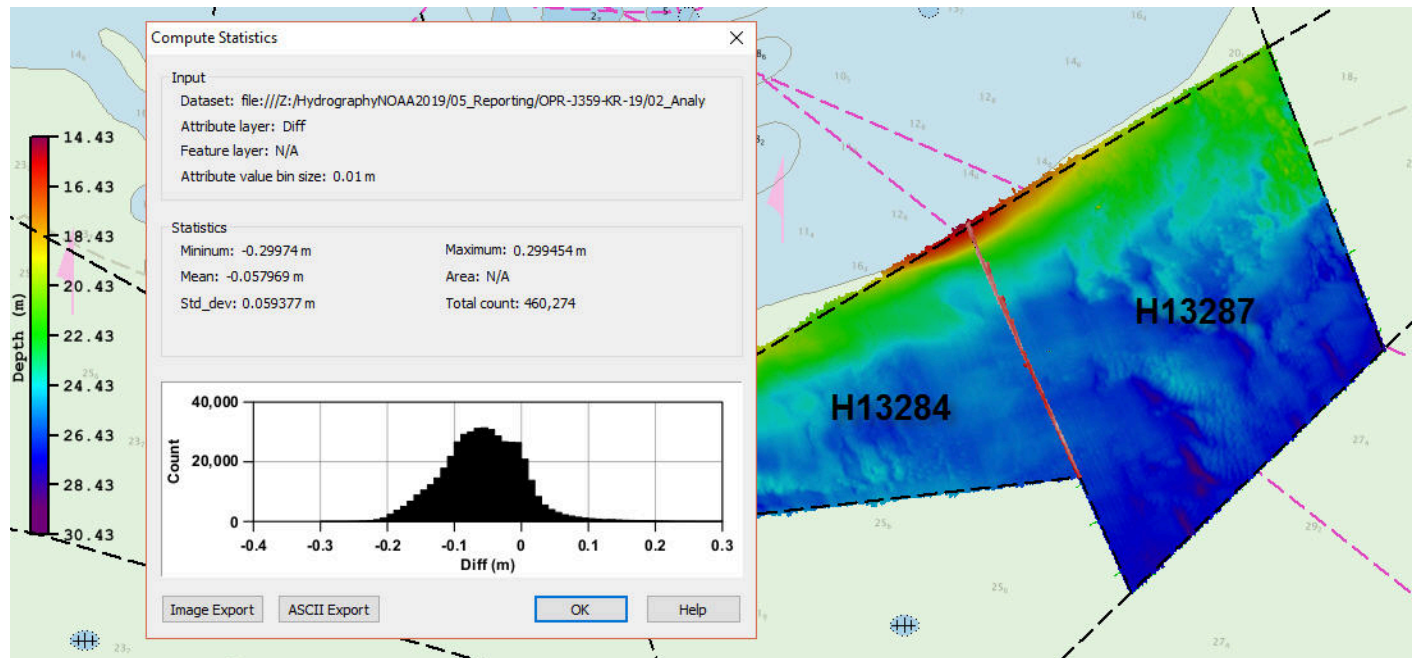 Compute Statistics
Input
Dataset: file:///Z:/HydrographyNOAA2019/05_Reporting/OPR-J359-KR-19/02_Analy
Attribute layer: Diff
Feature layer: N/A
Attribute value bin size: 0.01 m
Statistics
Mininum: -0.29974 m
Maximum: 0.299454 m
Mean: -0.057969 m
Area: N/A
Std_dev: 0.059377 m
Total count: 460,274
40,000
20,000
0
Count
-0.4 -0.3 -0.2 -0.1 0 0.1 0.2 0.3
Diff (m)
Image Export
ASCII Export
OK
Help
Depth (m)
14.43
16.43
18.43
20.43
22.43
24.43
26.43
28.43
30.43
H13287
H13284